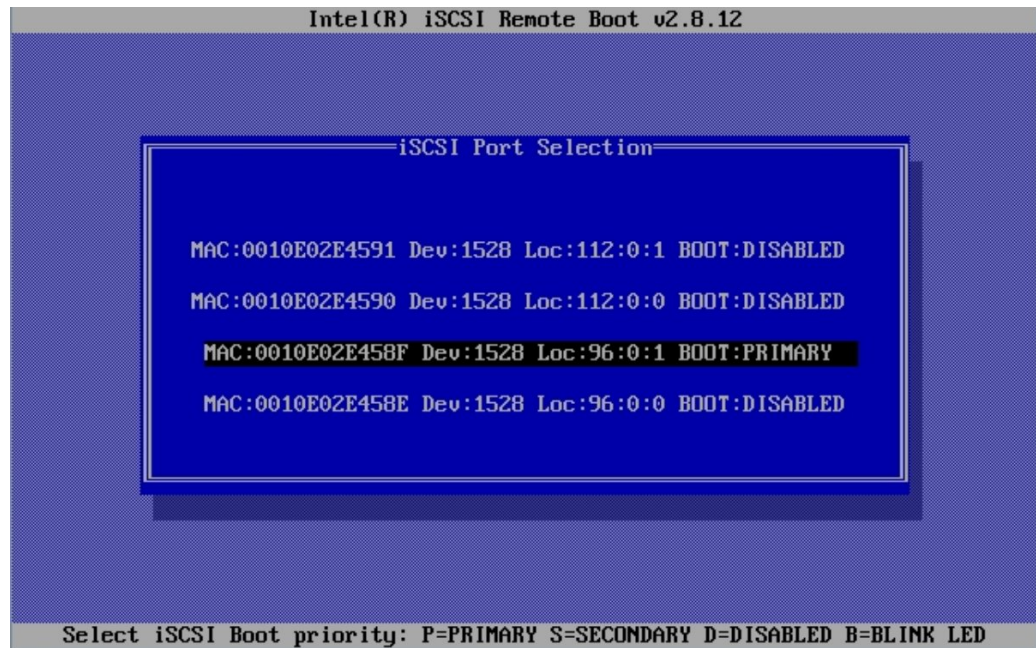 Intel(R) iSCSI Remote Boot v2.8.12
iSCSI Port Selection
MAC:0010E02E4591 Dev:1528 Loc:112:0:1 BOOT:DISABLED
MAC:0010E02E4590 Dev:1528 Loc:112:0:0 BOOT:DISABLED
MAC:0010E02E458F Dev:1528 Loc:96:0:1 BOOT:PRIMARY
MAC:0010E02E458E Dev:1528 Loc:96:0:0 BOOT:DISABLED
Select iSCSI Boot priority: P=PRIMARY S=SECONDARY D=DISABLED B=BLINK LED